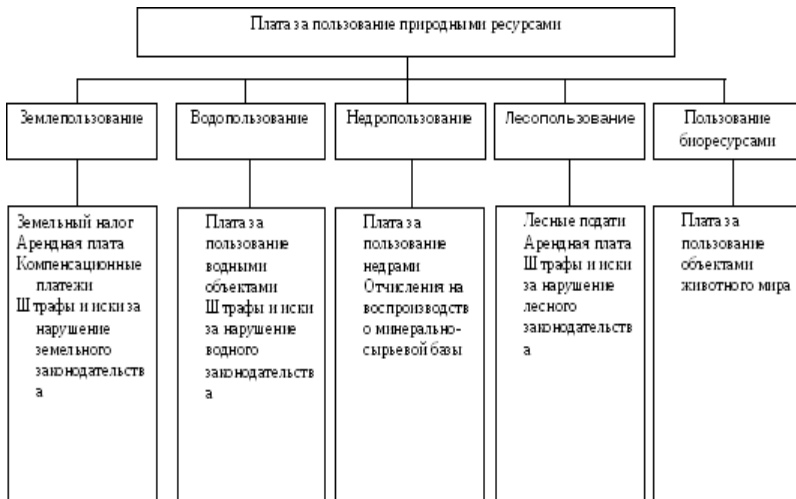 Плата за пользование природными ресурсами
Землепользование
Водопользование
Недропользование
Лесопользование
Пользование
биоресурсами
Земельный налог
Арендная плата
Компенсационные
платежи
Штрафы и иски за
нарушение
земельного
законодательств
а
Плата за
пользование
водными
объектами
Штрафы и иски
за нарушение
водного
законодательств
а
Плата за
пользование
недрами
Отчисления на
воспроизводств
о минерально-
сырьевой базы
Лесные подати
Арендная плата
Штрафы и иски
за нарушение
лесного
законодательств
а
Плата за
пользование
объектами
животного мира